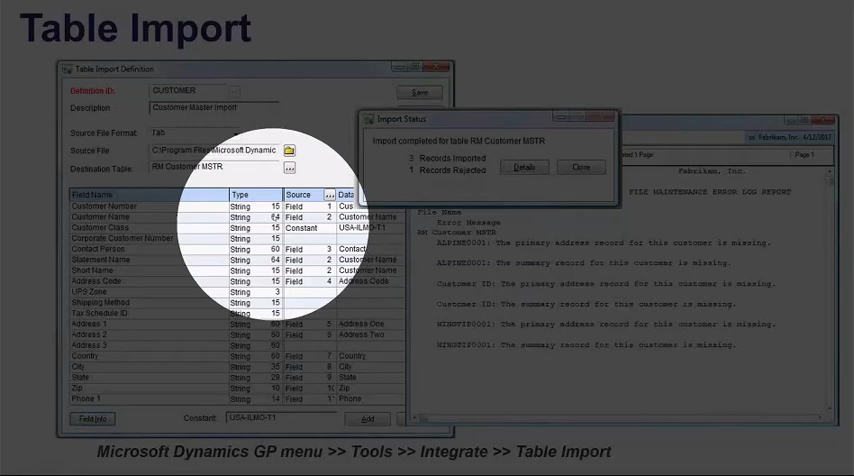 Table Import
Table Import Definition
Definition ID: CUSTOMER
Save
Description Customer Master Import
Source File Format: Tab
Source File C:\Program Files\Microsoft Dynamic
Destination Table: RM Customer MSTR
Field Name Type Source ... Data
Customer Number String 15 Field 1 Cus
Customer Name String 64 Field 2 Customer Name
Customer Class String 15 Constant USA-ILMO-T1
Corporate Customer Number String 15
Contact Person String 60 Field 3 Contact
Statement Name String 64 Field 2 Customer Name
Short Name String 15 Field 2 Customer Name
Address Code String 15 Field 4 Address Code
UPS Zone String 3
Shipping Method String 15
Tax Schedule ID String 15
Address 1 String 60 Field 5 Address One
Address 2 String 60 Field 6 Address Two
Address 3 String 60
Country String 60 Field 7 Country
City String 35 Field 8 City
State String 29 Field 9 State
Zip String 10 Field 10 Zip
Phone 1 String 14 Field Phone 1
Field Info Constant: USA-ILMO-T1 Add
Import Status
Import completed for table RM Customer MSTR
3 Records Imported
1 Records Rejected
Details Close
Fabrikam, Inc. 4/12/2017
1 Page Page 1
Fabrikam, Inc.
FILE MAINTENANCE ERROR LOG REPORT
File Name
Error Message
RM Customer MSTR
ALPINE0001: The primary address record for this customer is missing.
ALPINE0001: The summary record for this customer is missing.
Customer ID: The primary address record for this customer is missing.
Customer ID: The summary record for this customer is missing.
WINGTIP0001: The primary address record for this customer is missing.
WINGTIP0001: The summary record for this customer is missing.
Microsoft Dynamics GP menu >> Tools >> Integrate >> Table Import